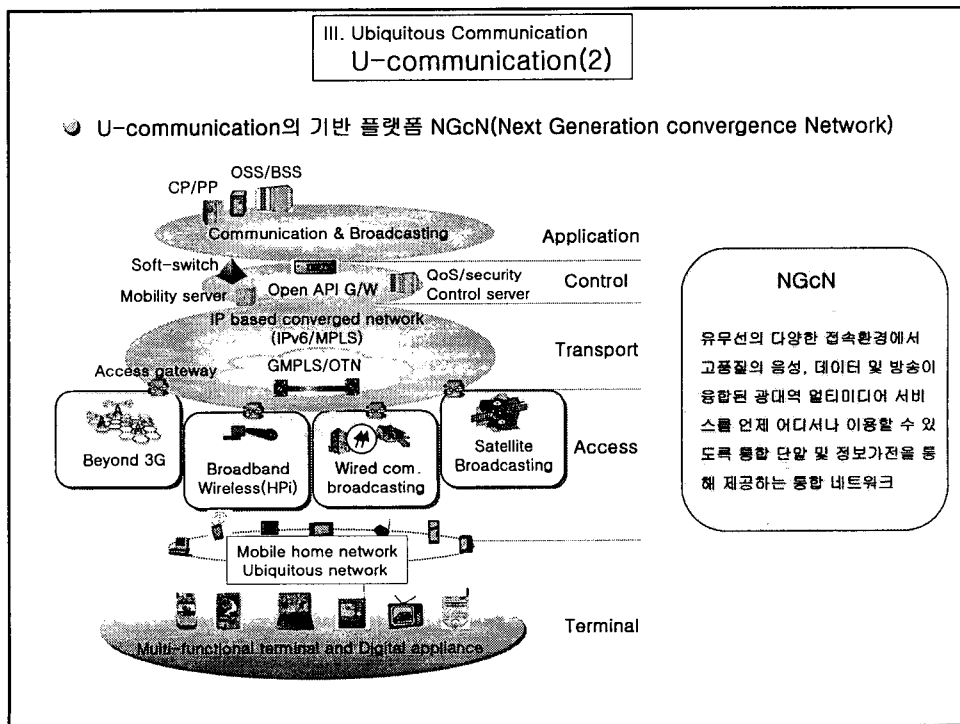 III. Ubiquitous Communication
U-communication(2)
U-communication의 기반 플랫폼 NGcN(Next Generation convergence Network)
OSS/BSS
CP/PP
Communication & Broadcasting
Application
Soft-switch
Open API G/W
QoS/security
Control server
Control
Mobility server
IP based converged network
(IPv6/MPLS)
GMPLS/OTN
Transport
Access gateway
Beyond 3G
Broadband
Wireless(HPi)
Wired com.
broadcasting
Satellite
Broadcasting
Access
Mobile home network
Ubiquitous network
Multi-functional terminal and Digital appliance
Terminal
NGcN
유무선의 다양한 접속환경에서
고품질의 음성, 데이터 및 방송이
융합된 광대역 멀티미디어 서비
스를 언제 어디서나 이용할 수 있
도록 통합 단말 및 정보가전을 통
해 제공하는 통합 네트워크